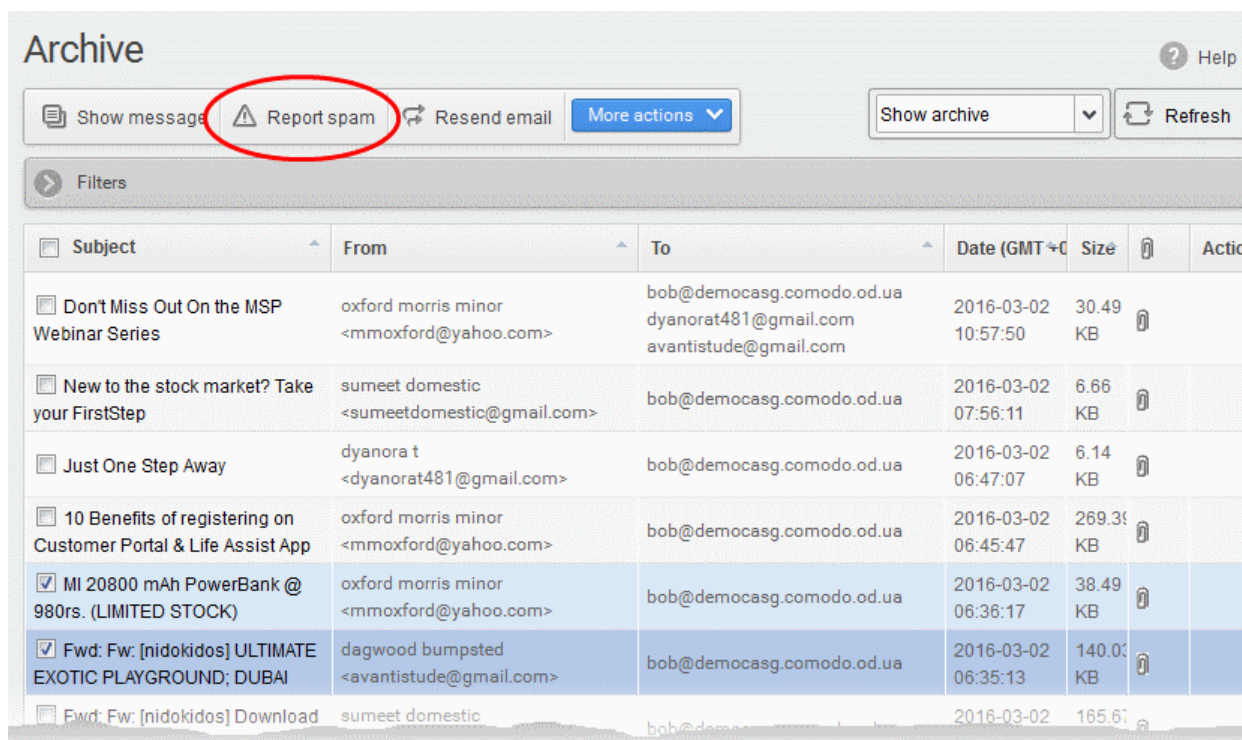 Archive
Help
Show message Report spam Resend email More actions Show archive Refresh
Filters
Subject From To Date (GMT +0 Size Actio
Don't Miss Out On the MSP
Webinar Series
oxford morris minor
<mmoxford@yahoo.com>
bob@democasg.comodo.od.ua
dyanorat481@gmail.com
avantistude@gmail.com
2016-03-02
10:57:50
30.49
KB
New to the stock market? Take
your FirstStep
sumeet domestic
<sumeetdomestic@gmail.com>
bob@democasg.comodo.od.ua
2016-03-02
07:56:11
6.66
KB
Just One Step Away
dyanora t
<dyanorat481@gmail.com>
bob@democasg.comodo.od.ua
2016-03-02
06:47:07
6.14
KB
10 Benefits of registering on
Customer Portal & Life Assist App
oxford morris minor
<mmoxford@yahoo.com>
bob@democasg.comodo.od.ua
2016-03-02
06:45:47
269.39
KB
MI 20800 mAh PowerBank @
980rs. (LIMITED STOCK)
oxford morris minor
<mmoxford@yahoo.com>
bob@democasg.comodo.od.ua
2016-03-02
06:36:17
38.49
KB
Fwd: Fw: [nidokidos] ULTIMATE
EXOTIC PLAYGROUND; DUBAI
dagwood bumpsted
<avantistude@gmail.com>
bob@democasg.comodo.od.ua
2016-03-02
06:35:13
140.03
KB
Fwd: Fw: [nidokidos] Download
sumeet domestic
2016-03-02
165.67